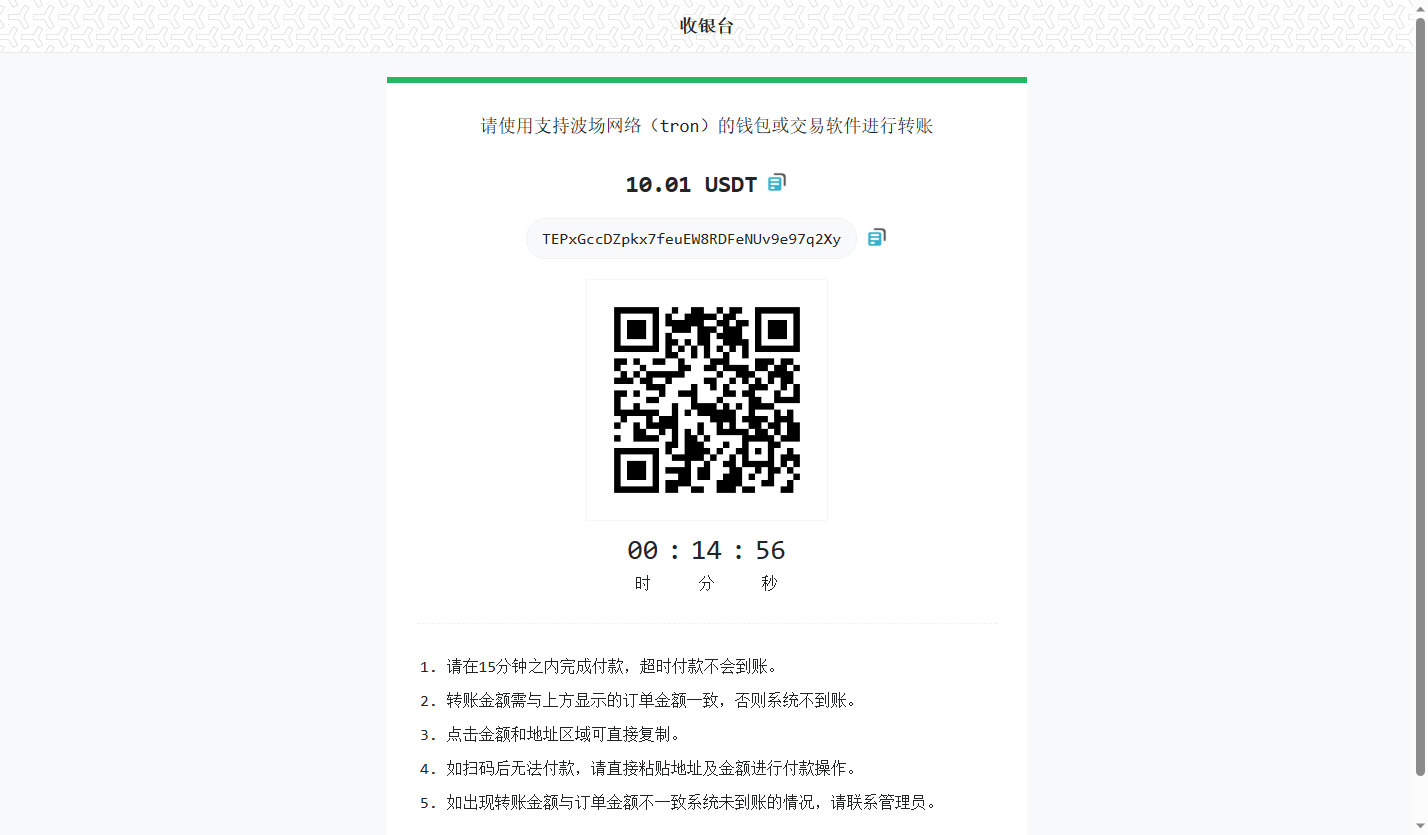 收银台
请使用支持波场网络（tron）的钱包或交易软件进行转账
10.01 USDT
TEPxGccDZpkx7feuEW8RDFeNUv9e97q2Xy
00 : 14 : 56
时 分 秒
1. 请在15分钟之内完成付款，超时付款不会到账。
2. 转账金额需与上方显示的订单金额一致，否则系统不到账。
3. 点击金额和地址区域可直接复制。
4. 如扫码后无法付款，请直接粘贴地址及金额进行付款操作。
5. 如出现转账金额与订单金额不一致系统未到账的情况，请联系管理员。